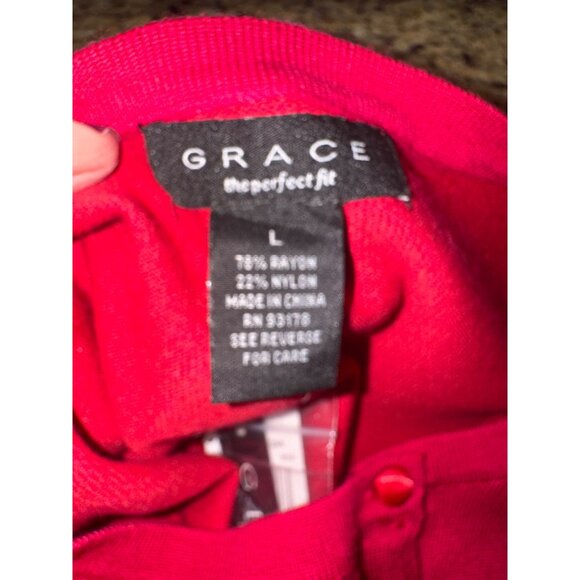 GRACE
the perfect fit
L
78% RAYON
22% NYLON
MADE IN CHINA
RN 93178
SEE REVERSE
FOR CARE